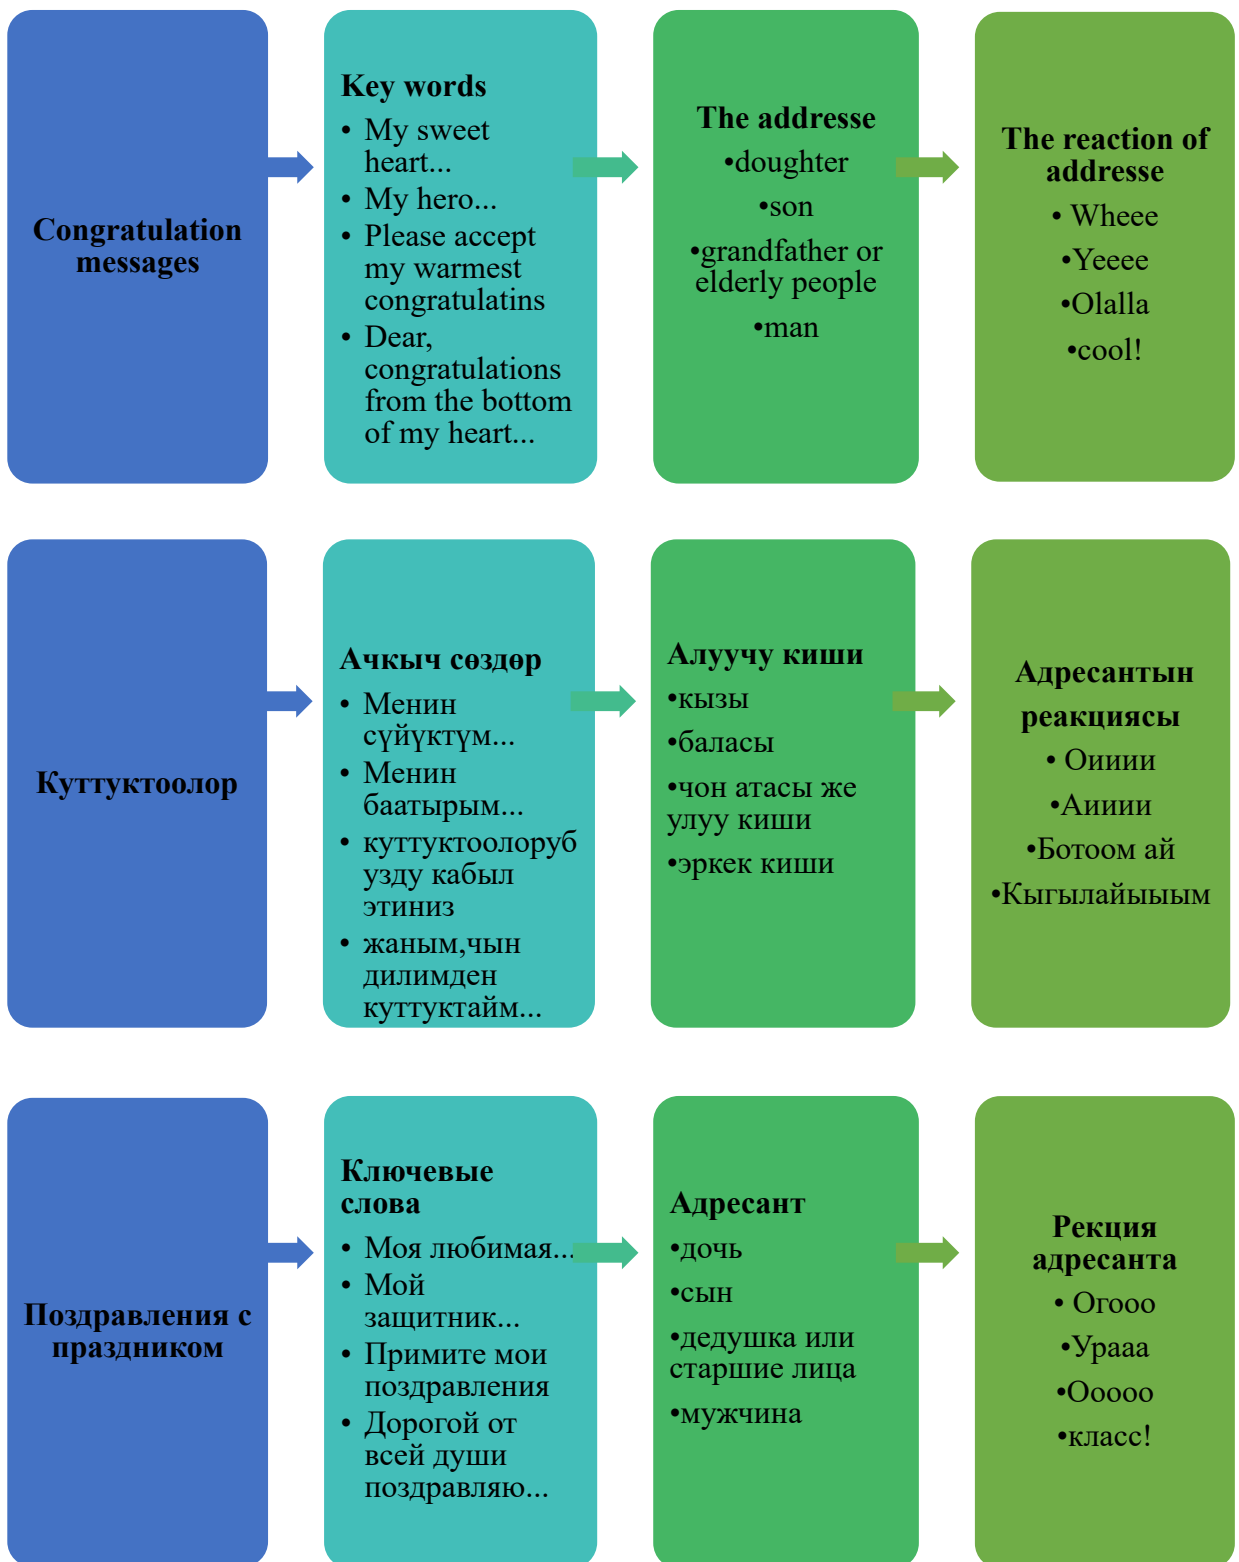 Congratulation
messages
Key words
• My sweet
heart...
• My hero...
• Please accept
my warmest
congratulatins
• Dear,
congratulations
from the bottom
of my heart...
The addresse
•doughter
•son
•grandfather or
elderly people
•man
The reaction of
addresse
• Wheee
•Yeeee
•Olalla
•cool!
Куттуктоолор
Ачкыч сөздөр
• Менин
сүйүктүм...
• Менин
баатырым...
• куттуктоолоруб
узду кабыл
этиниз
• жаным,чын
дилимден
куттуктайм...
Алуучу киши
•кызы
•баласы
•чон атасы же
улуу киши
•эркек киши
Адресантын
реакциясы
• Оииии
•Аииии
•Ботоом ай
•Кыгылайыыым
Поздравления с
праздником
Ключевые
слова
• Моя любимая...
• Мой
защитник...
• Примите мои
поздравления
• Дорогой от
всей души
поздравляю...
Адресант
•дочь
•сын
•дедушка или
старшие лица
•мужчина
Рекция
адресанта
• Огооо
•Урааа
•Ооооо
•класс!